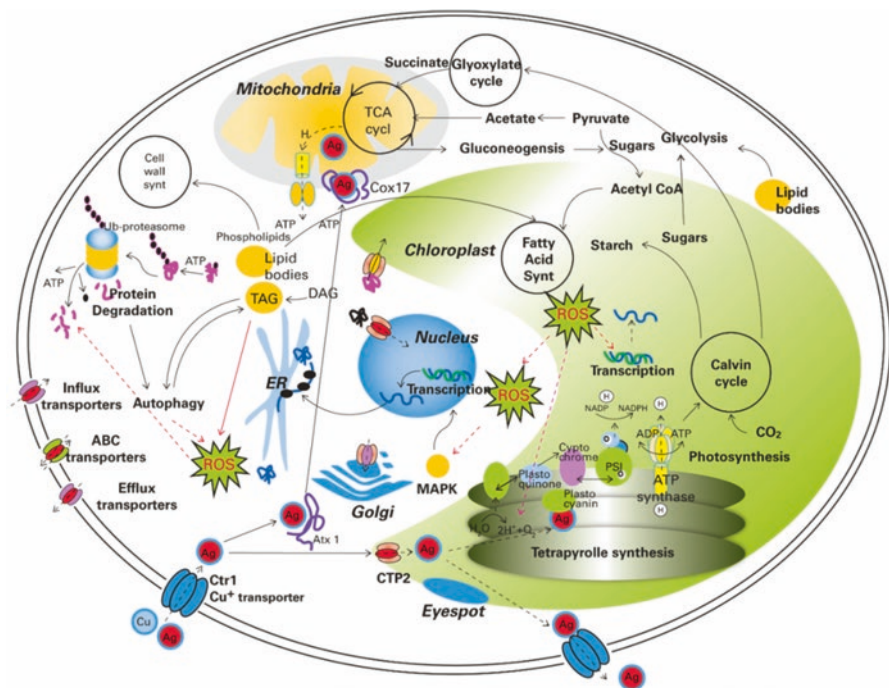 Succinate
Glyoxylate
cycle
Mitochondria
TCA
cycl
H
Ag
Acetate
Pyruvate
Gluconeogensis
Sugars
Glycolysis
Cell
wall
synt
Ag
Cox17
Acetyl CoA
Lipid
bodies
ATP
ATP
Phospholipids
Ub-proteasome
ATP
Lipid
bodies
Chloroplast
Fatty
Acid
Synt
Starch
Sugars
ATP
Protein
Degradation
TAG
DAG
ROS
Nucleus
Transcription
Transcription
Calvin
cycle
ER
Influx
transporters
Autophagy
ROS
H
NADP
NADPH
H
CO2
ABC
transporters
ROS
MAPK
Plasto
quinone
Cypto
chrome
PSI
ADP
ATP
Photosynthesis
ATP
synthase
H
Efflux
transporters
Golgi
Plasto
cyanin
Ag
Atx 1
Ag
H2O
2H++O2
Tetrapyrolle synthesis
Ag
CTP2
Ag
Ctr1
Cu+ transporter
Eyespot
Cu
Ag
Ag
Ag